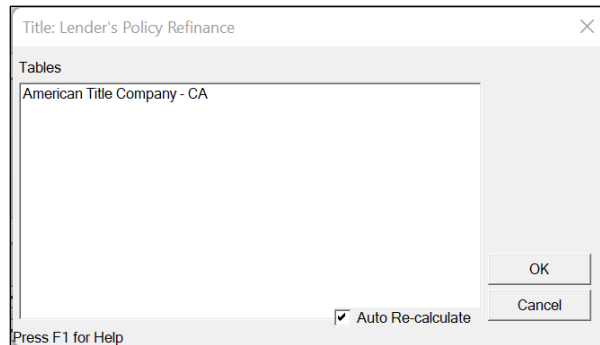 Title: Lender's Policy Refinance
Tables
American Title Company - CA
OK
Cancel
Auto Re-calculate
Press F1 for Help